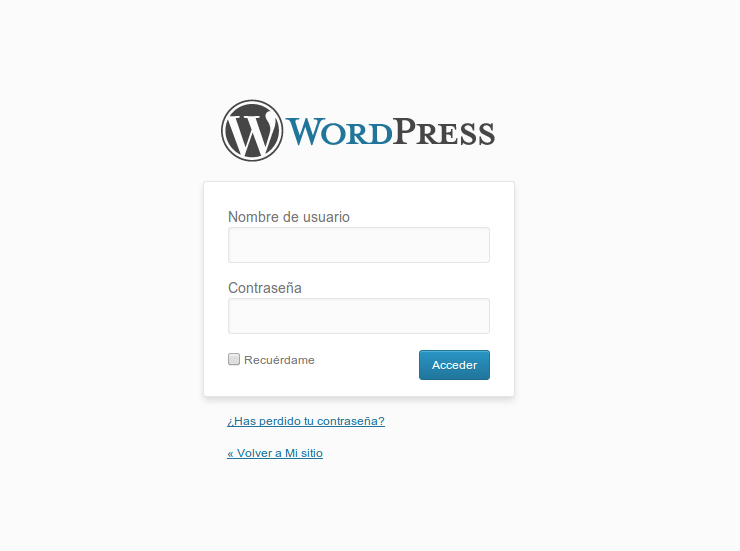 WORDPRESS
Nombre de usuario
Contraseña
Recuérdame
Acceder
¿Has perdido tu contraseña?
« Volver a Mi sitio